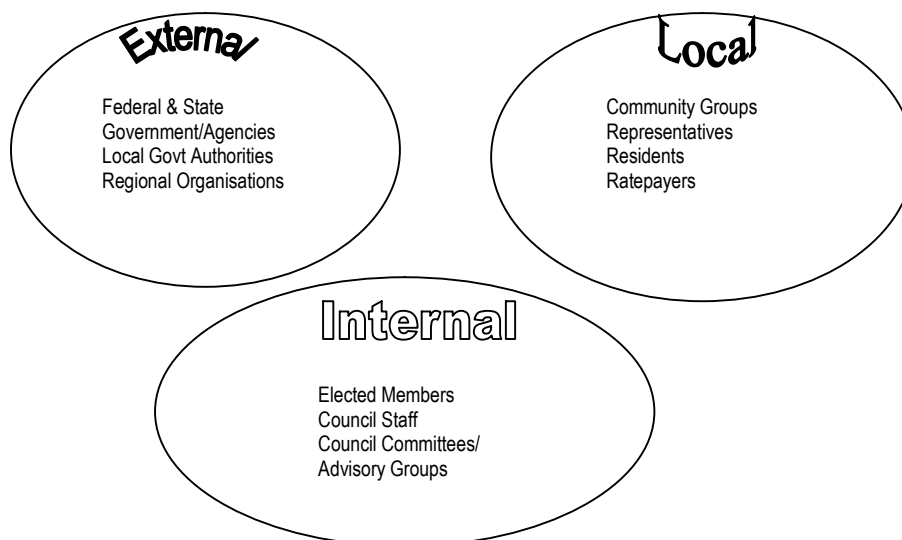 External
Federal & State
Government/Agencies
Local Govt Authorities
Regional Organisations
Local
Community Groups
Representatives
Residents
Ratepayers
Internal
Elected Members
Council Staff
Council Committees/
Advisory Groups